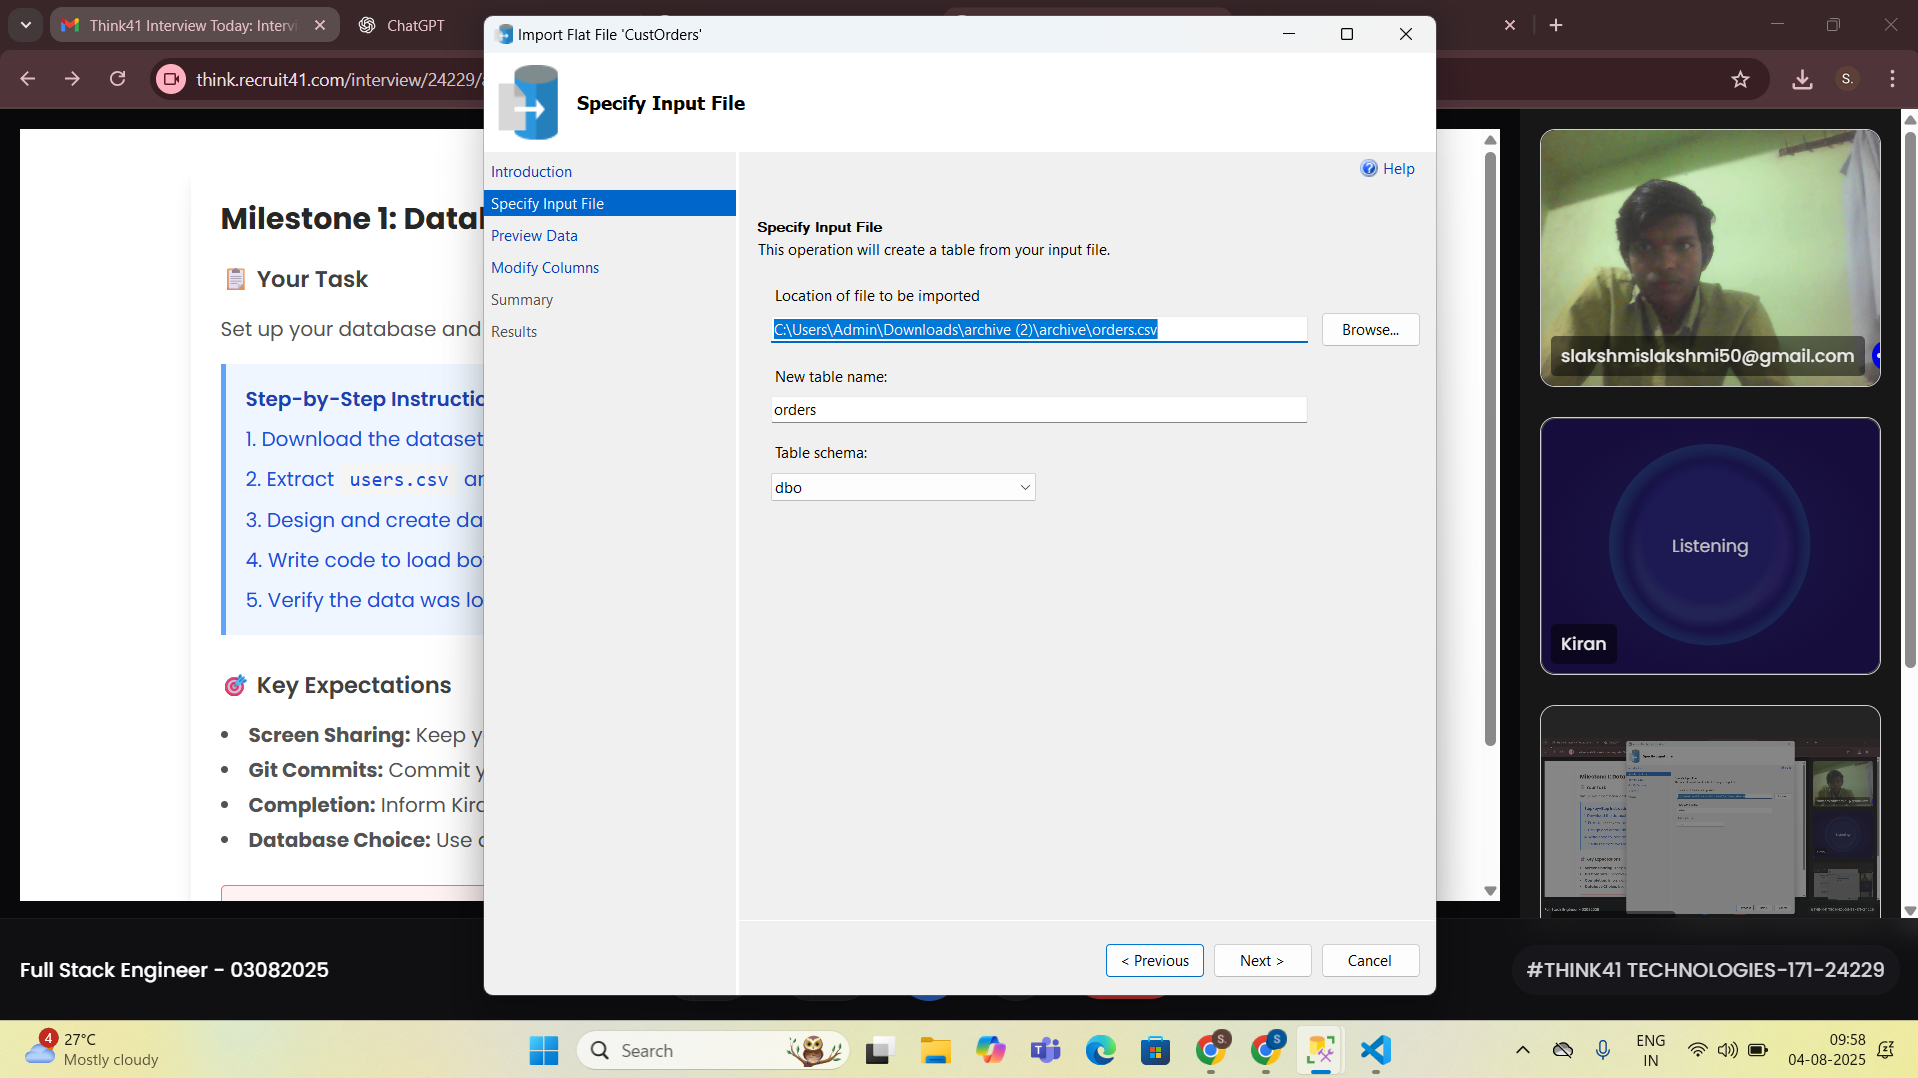 Think41 Interview Today: Intervi
ChatGPT
think.recruit41.com/interview/24229/
S.
Import Flat File 'CustOrders'
Specify Input File
Introduction
Specify Input File
Preview Data
Modify Columns
Summary
Results
Help
Specify Input File
This operation will create a table from your input file.
Location of file to be imported
C:\Users\Admin\Downloads\archive (2)\archive\orders.csv
Browse...
New table name:
orders
Table schema:
dbo
< Previous
Next >
Cancel
Milestone 1:
Your Task
Set up your database and
Step-by-Step
1. Download the dataset
2. Extract users.csv
3. Design and create
4. Write code to load
5. Verify the data was
Key Expectations
Screen Sharing: Keep
Git Commits: Commit
Completion: Inform
Database Choice: Use
slakshmislakshmi50@gmail.com
Listening
Kiran
Full Stack Engineer - 03082025
#THINK41 TECHNOLOGIES-171-24229
4
27°C
Mostly cloudy
Search
S.
S
ENG
IN
09:58
04-08-2025